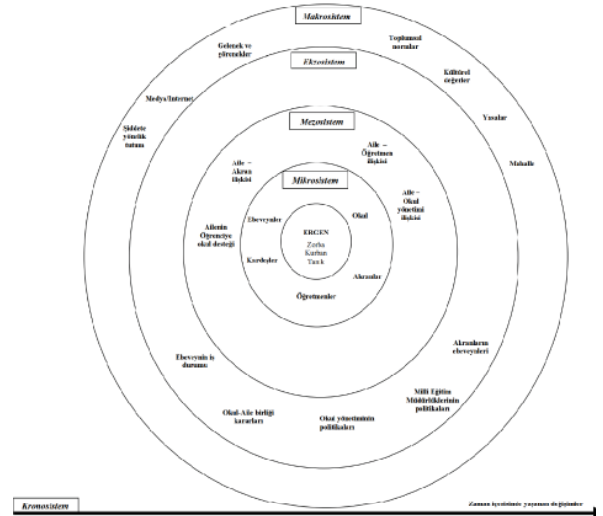 Makrosistem
Gelenek ve
görenekler
Toplumsal
normlar
Ekzosistem
Kültürel
değerler
Medya/İnternet
Yasalar
Şiddete
yönelik
tutum
Mahalle
Mezosistem
Aile –
Akran
ilişkisi
Aile –
Öğretmen
ilişkisi
Mikrosistem
Aile –
Okul
yönetimi
ilişkisi
Ebeveynler
Okul
Ailenin
Öğrenciye
okul desteği
ERGEN
Zorba
Kurban
Tanık
Kardeşler
Akranlar
Öğretmenler
Ebeveynin iş
durumu
Akranların
ebeveynleri
Milli Eğitim
Müdürlüklerinin
politikaları
Okul-Aile birliği
kararları
Okul yönetiminin
politikaları
Kronosistem
Zaman içerisinde yaşanan değişimler